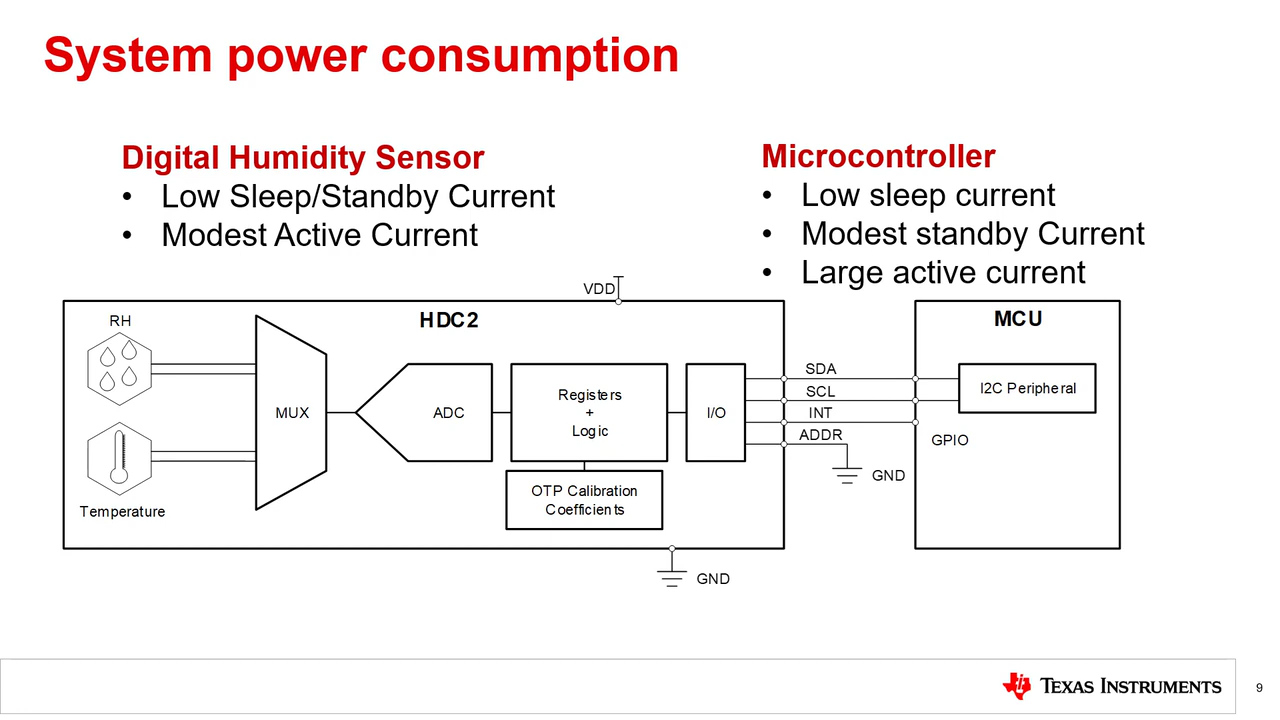 System power consumption
Digital Humidity Sensor
• Low Sleep/Standby Current
• Modest Active Current
Microcontroller
• Low sleep current
• Modest standby Current
• Large active current
VDD
HDC2
RH
Temperature
MUX
ADC
Registers
+
Logic
OTP Calibration
Coefficients
I/O
GND
SDA
SCL
INT
ADDR
GND
MCU
I2C Peripheral
GPIO
TEXAS INSTRUMENTS
9